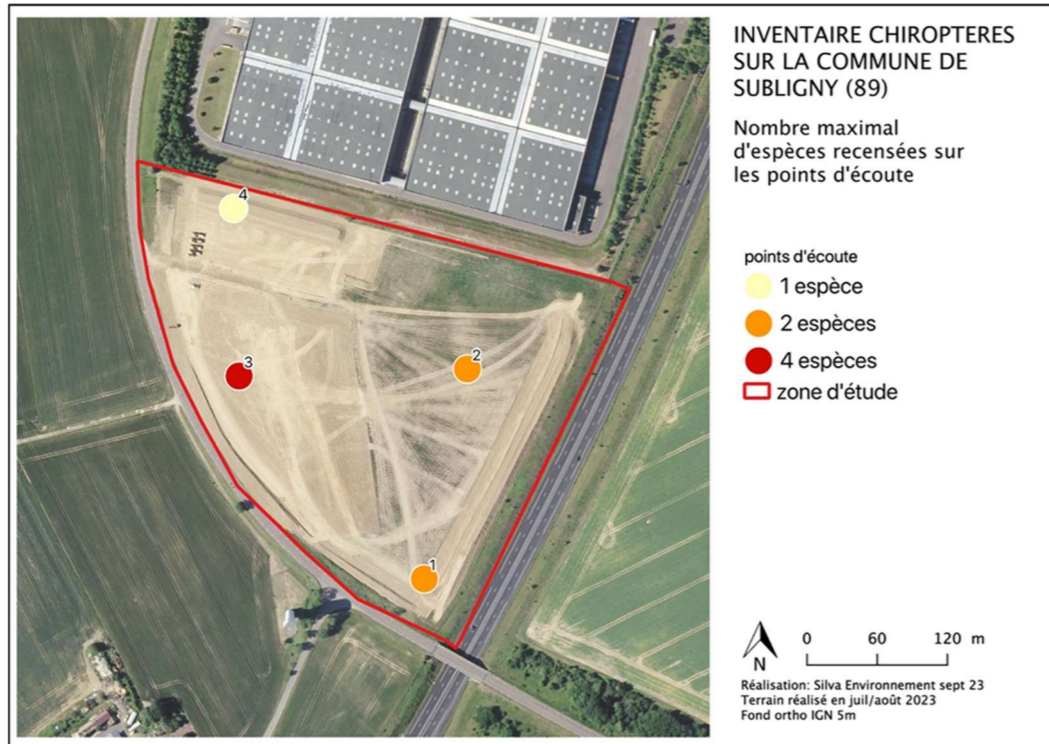 INVENTAIRE CHIROPTERES
SUR LA COMMUNE DE
SUBLIGNY (89)
Nombre maximal
d'espèces recensées sur
les points d'écoute
points d'écoute
1 espèce
2 espèces
4 espèces
zone d'étude
4
3
2
1
N
0 60 120 m
Réalisation: Silva Environnement sept 23
Terrain réalisé en juil/août 2023
Fond ortho IGN 5m